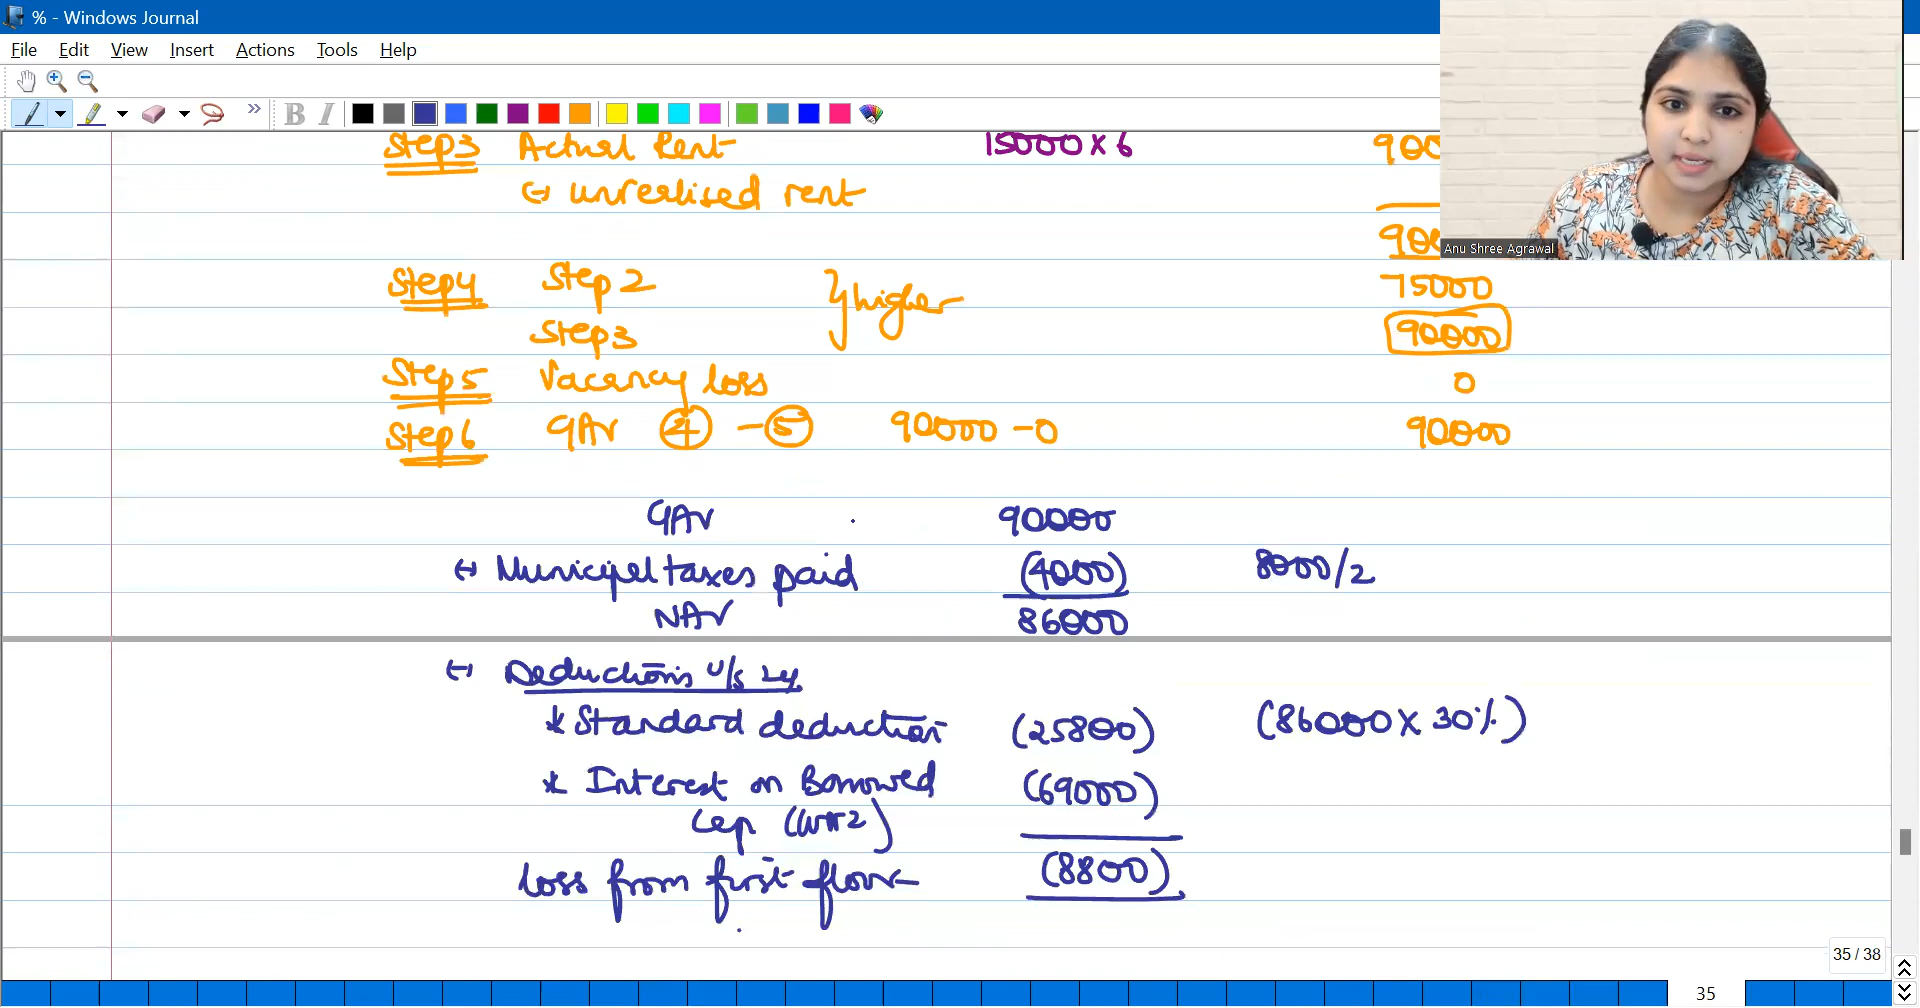 % - Windows Journal
File Edit View Insert Actions Tools Help
B I
Step3 Actual Rent 15000 x 6 900
(-) unrealised rent
900
Anu Shree Agrawal
Step4 Step 2 } higher 75000
Step3 90000
Step5 Vacancy loss 0
Step6 GAV 4 - 5 90000 - 0 90000
GAV 90000
(-) Municipal taxes paid (4000) 8000/2
NAV 86000
(-) Deductions u/s 24
* Standard deduction (25800) (86000 x 30%)
* Interest on Borrowed (69000)
Cap (WN2)
Loss from first floor (8800)
35 / 38
35